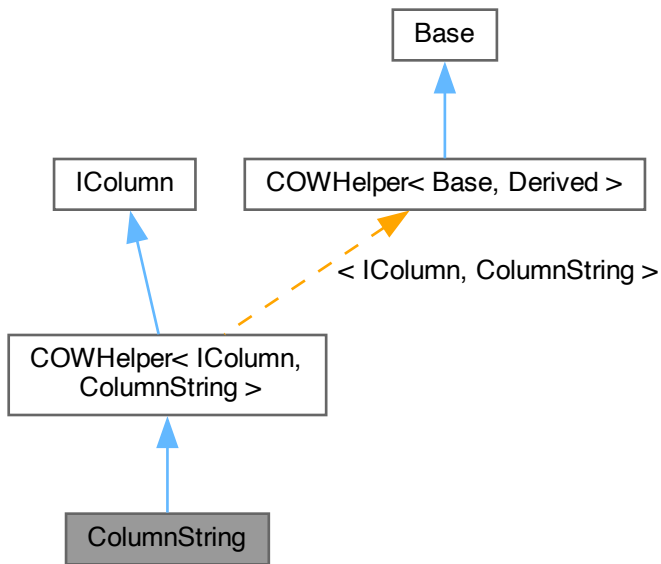 Base
IColumn
COWHelper< Base, Derived >
< IColumn, ColumnString >
COWHelper< IColumn,
ColumnString >
ColumnString